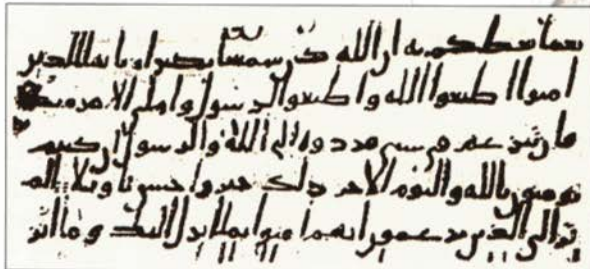 نعما يعظكم به ان الله كن سميعا بصيرا يايها الذين
امنوا اطيعوا الله واطيعوا الرسول واولي الامر منكم
فان تنزعتم في شي فردوه الى الله والرسول ان كنتم
تومنون بالله واليوم الاخر ذلك خير واحسن تاويلا الم
تر الى الذين يزعمون انهم امنوا بما انزل اليك وما انز